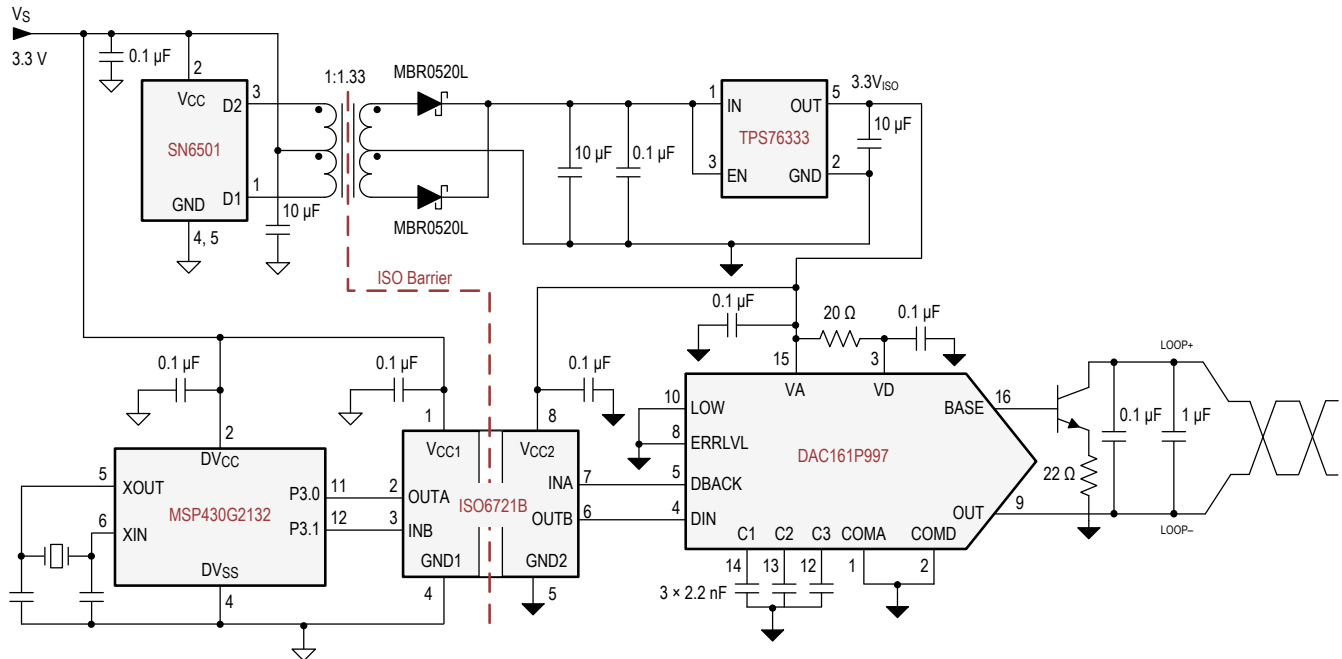 VS
3.3 V
0.1 µF
2
VCC
D2
3
SN6501
D1
1
GND
4, 5
10 µF
1:1.33
MBR0520L
MBR0520L
10 µF
0.1 µF
1
IN
OUT
5
TPS76333
3
EN
GND
2
3.3VISO
10 µF
ISO Barrier
0.1 µF
2
DVCC
5
XOUT
P3.0
11
MSP430G2132
6
XIN
P3.1
12
DVSS
4
0.1 µF
1
VCC1
2
OUTA
3
INB
GND1
4
ISO6721B
8
VCC2
INA
7
OUTB
6
GND2
5
0.1 µF
0.1 µF
20 Ω
0.1 µF
15
3
VA
VD
10
LOW
8
ERRLVL
5
DBACK
4
DIN
DAC161P997
BASE
16
OUT
9
C1
C2
C3
COMA
COMD
14
13
12
1
2
3 × 2.2 nF
22 Ω
0.1 µF
1 µF
LOOP+
LOOP–